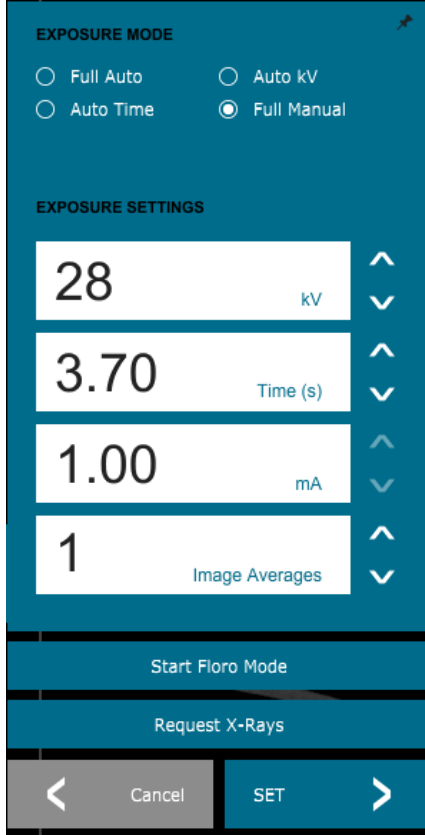 EXPOSURE MODE
Full Auto Auto kV
Auto Time Full Manual
EXPOSURE SETTINGS
28 kV
3.70 Time (s)
1.00 mA
1 Image Averages
Start Floro Mode
Request X-Rays
Cancel SET